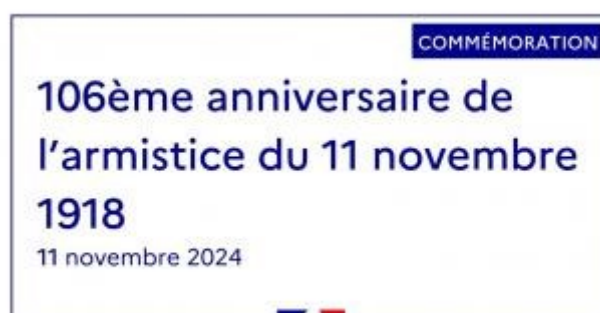 COMMÉMORATION
106ème anniversaire de
l'armistice du 11 novembre
1918
11 novembre 2024